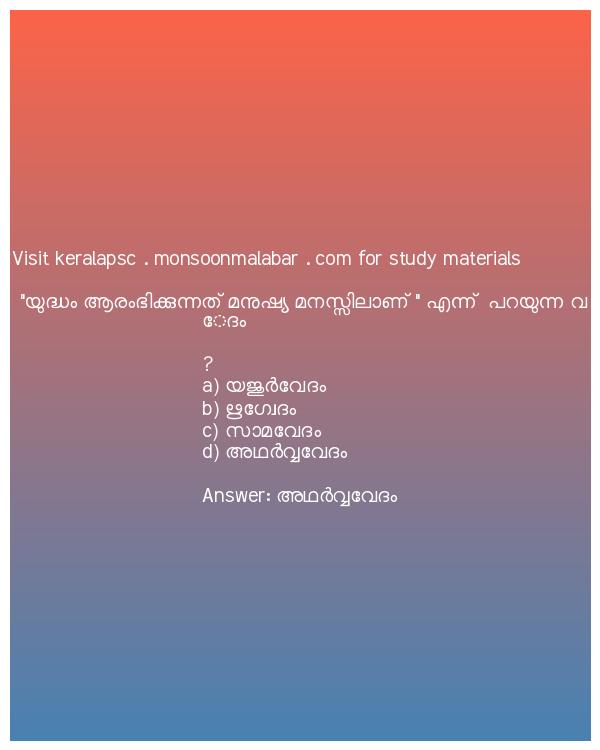 Visit keralapsc . monsoonmalabar . com for study materials
"യുദ്ധം ആരംഭിക്കുന്നത് മനുഷ്യ മനസ്സിലാണ് " എന്ന്  പറയുന്ന വ
േദം
?
a) യജുർവേദം
b) ഋഗ്വേദം
c) സാമവേദം
d) അഥർവ്വവേദം
Answer: അഥർവ്വവേദം